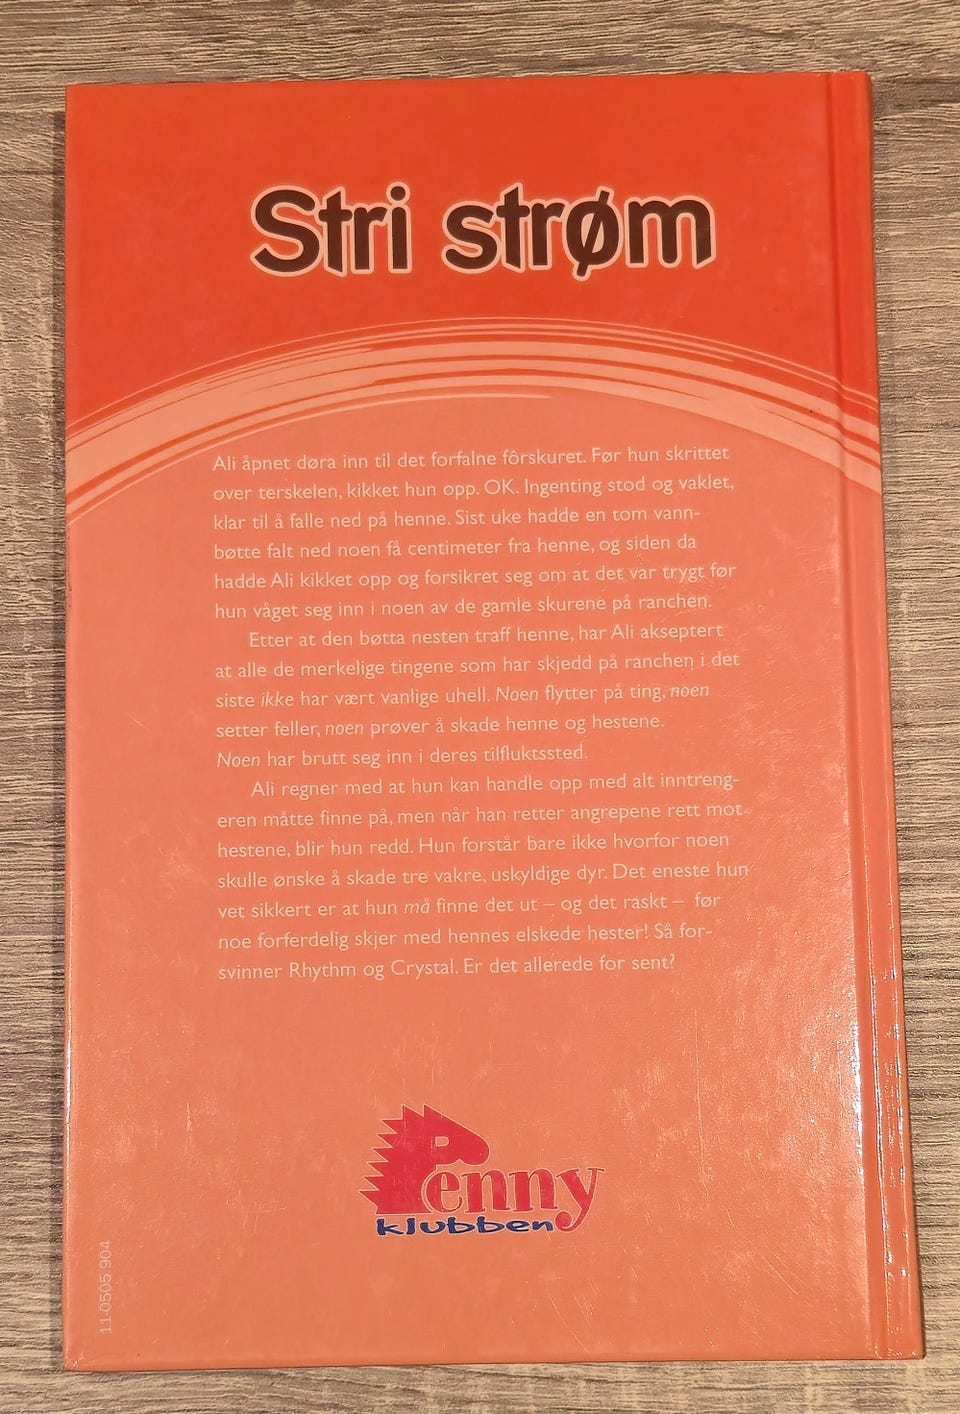 Stri strøm
Ali åpnet døra inn til det forfalne fôrskuret. Før hun skrittet
over terskelen, kikket hun opp. OK. Ingenting stod og vaklet,
klar til å falle ned på henne. Sist uke hadde en tom vann-
bøtte falt ned noen få centimeter fra henne, og siden da
hadde Ali kikket opp og forsikret seg om at det var trygt før
hun våget seg inn i noen av de gamle skurene på ranchen.
Etter at den bøtta nesten traff henne, har Ali akseptert
at alle de merkelige tingene som har skjedd på ranchen i det
siste ikke har vært vanlige uhell. Noen flytter på ting, noen
setter feller, noen prøver å skade henne og hestene.
Noen har brutt seg inn i deres tilfluktssted.
Ali regner med at hun kan handle opp med alt inntreng-
eren måtte finne på, men når han retter angrepene rett mot
hestene, blir hun redd. Hun forstår bare ikke hvorfor noen
skulle ønske å skade tre vakre, uskyldige dyr. Det eneste hun
vet sikkert er at hun må finne det ut – og det raskt – før
noe forferdelig skjer med hennes elskede hester! Så for-
svinner Rhythm og Crystal. Er det allerede for sent?
Penny
klubben
11-0505 904